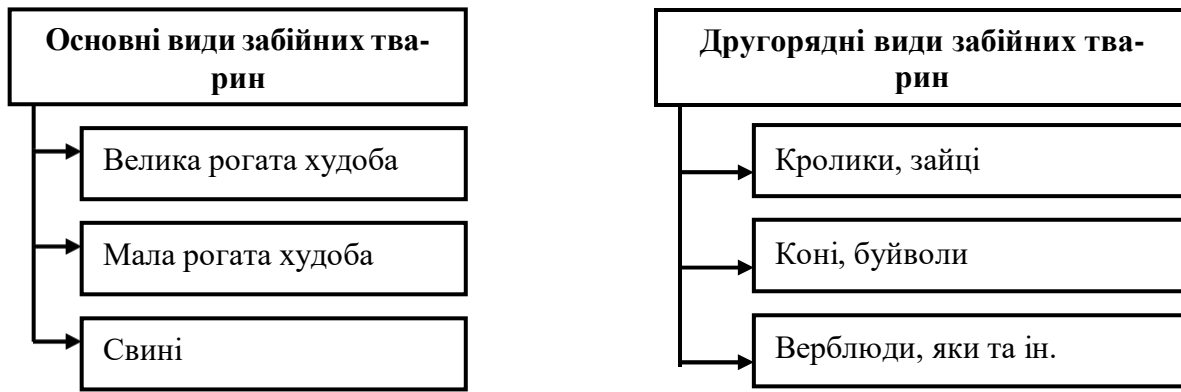 Основні види забійних тва-
рин
Велика рогата худоба
Мала рогата худоба
Свині
Другорядні види забійних тва-
рин
Кролики, зайці
Коні, буйволи
Верблюди, яки та ін.